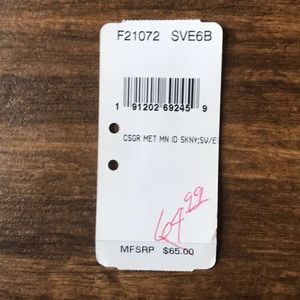 F21072 SVE6B
1 91202 69245 9
CSGR MET MN ID SKNY;SV/E
64.99
MFSRP $65.00